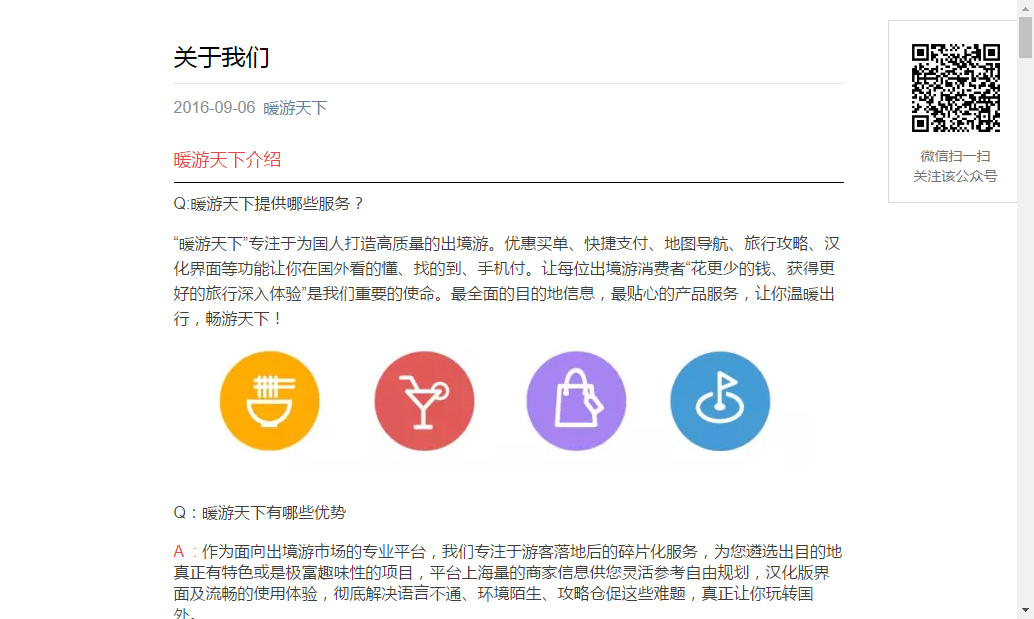 关于我们
2016-09-06 暖游天下
微信扫一扫
关注该公众号
暖游天下介绍
Q:暖游天下提供哪些服务？
“暖游天下”专注于为国人打造高质量的出境游。优惠买单、快捷支付、地图导航、旅行攻略、汉
化界面等功能让你在国外看的懂、找的到、手机付。让每位出境游消费者“花更少的钱、获得更
好的旅行深入体验”是我们重要的使命。最全面的目的地信息，最贴心的产品服务，让你温暖出
行，畅游天下！
Q：暖游天下有哪些优势
A ：作为面向出境游市场的专业平台，我们专注于游客落地后的碎片化服务，为您遴选出目的地
真正有特色或是极富趣味性的项目，平台上海量的商家信息供您灵活参考自由规划，汉化版界
面及流畅的使用体验，彻底解决语言不通、环境陌生、攻略仓促这些难题，真正让你玩转国
外。